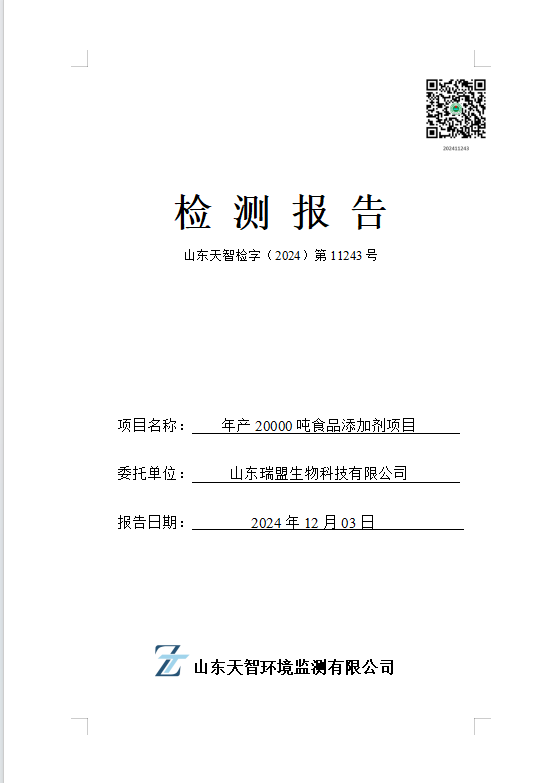 202411243
检测报告
山东天智检字（2024）第 11243 号
项目名称： 年产 20000 吨食品添加剂项目
委托单位： 山东瑞盟生物科技有限公司
报告日期： 2024 年 12 月 03 日
山东天智环境监测有限公司